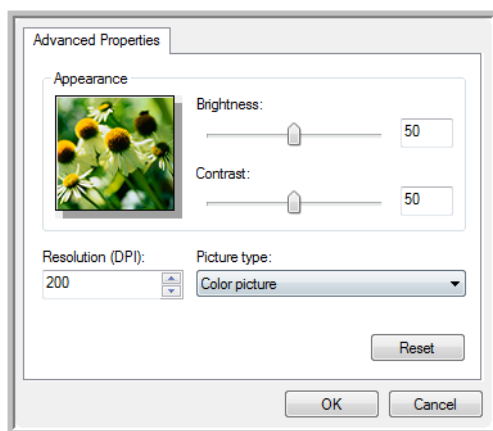 Advanced Properties
Appearance
Brightness:
50
Contrast:
50
Resolution (DPI):
Picture type:
200
Color picture
Reset
OK
Cancel